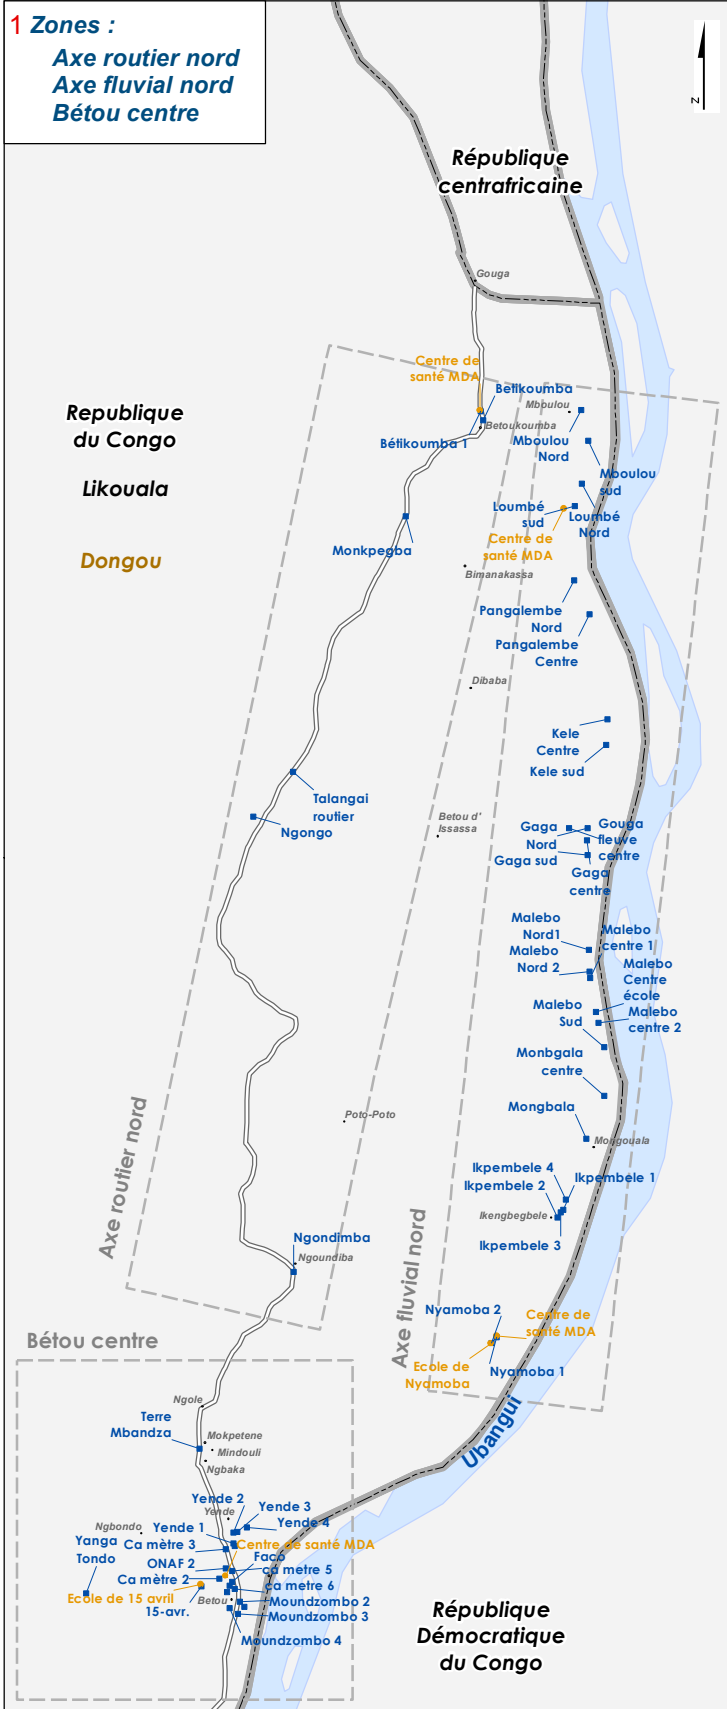 1 Zones :
Axe routier nord
Axe fluvial nord
Bétou centre
N
République
centrafricaine
Gouga
Centre de
santé MDA
Betikoumba
Mboulou
Betoukoumba
Republique
du Congo
Bétikoumba 1
Mboulou
Nord
Mboulou
sud
Likouala
Loumbé
sud
Loumbé
Nord
Centre de
santé MDA
Monkpegba
Dongou
Bimanakassa
Pangalembe
Nord
Pangalembe
Centre
Dibaba
Kele
Centre
Kele sud
Talangai
routier
Ngongo
Betou d'
Issassa
Gaga
Nord
Gouga
fleuve
centre
Gaga sud
Gaga
centre
Malebo
Nord1
Malebo
centre 1
Malebo
Nord 2
Malebo
Centre
école
Malebo
Sud
Malebo
centre 2
Monbgala
centre
Mongbala
Poto-Poto
Mongouala
Axe routier nord
Ikpembele 4
Ikpembele 1
Ikpembele 2
Ikengbegbele
Ikpembele 3
Ngondimba
Ngoundiba
Axe fluvial nord
Nyamoba 2
Centre de
santé MDA
Ecole de
Nyamoba
Nyamoba 1
Bétou centre
Ubangui
Ngole
Terre
Mbandza
Mokpetene
Mindouli
Ngbaka
Yende 2
Yende 3
Yende
Yende 4
Ngbondo
Yende 1
Yanga
Tondo
Ca mètre 3
Centre de santé MDA
ONAF 2
Faco
Ca mètre 2
ca metre 5
Ecole de 15 avril
ca metre 6
15-avr.
Betou
Moundzombo 2
Moundzombo 3
Moundzombo 4
République
Démocratique
du Congo